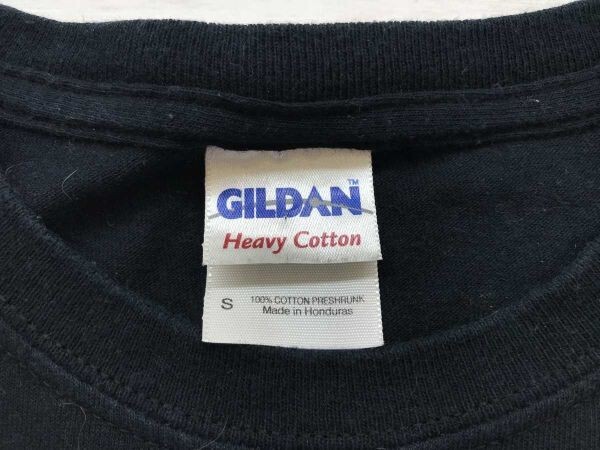 GILDAN™
Heavy Cotton
S 100% COTTON PRESHRUNK
Made in Honduras